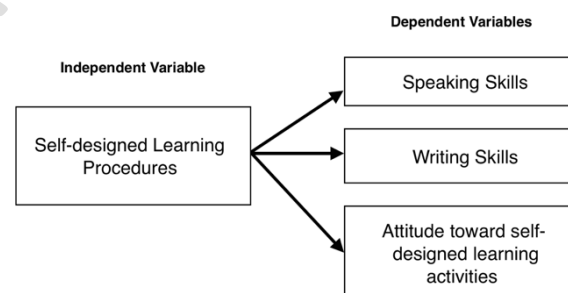 Dependent Variables
Independent Variable
Speaking Skills
Self-designed Learning
Procedures
Writing Skills
Attitude toward self-
designed learning
activities